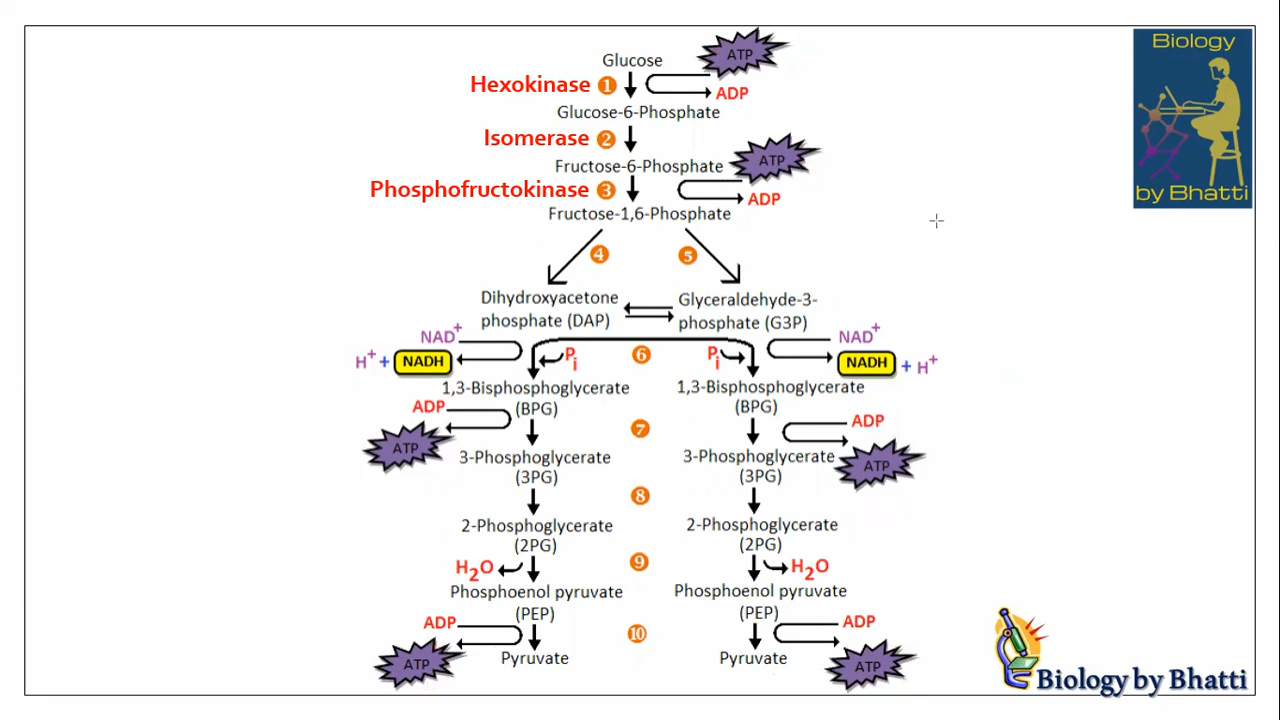 Biology
by Bhatti
Glucose
ATP
Hexokinase 1
ADP
Glucose-6-Phosphate
Isomerase 2
Fructose-6-Phosphate
ATP
Phosphofructokinase 3
ADP
Fructose-1,6-Phosphate
4 5
Dihydroxyacetone
phosphate (DAP)
Glyceraldehyde-3-
phosphate (G3P)
NAD+
H+ + NADH
Pi
6
Pi
NAD+
NADH + H+
1,3-Bisphosphoglycerate
(BPG)
1,3-Bisphosphoglycerate
(BPG)
ADP
ATP
7
ADP
ATP
3-Phosphoglycerate
(3PG)
3-Phosphoglycerate
(3PG)
8
2-Phosphoglycerate
(2PG)
2-Phosphoglycerate
(2PG)
H2O
9
H2O
Phosphoenol pyruvate
(PEP)
Phosphoenol pyruvate
(PEP)
ADP
ATP
10
ADP
ATP
Pyruvate
Pyruvate
Biology by Bhatti